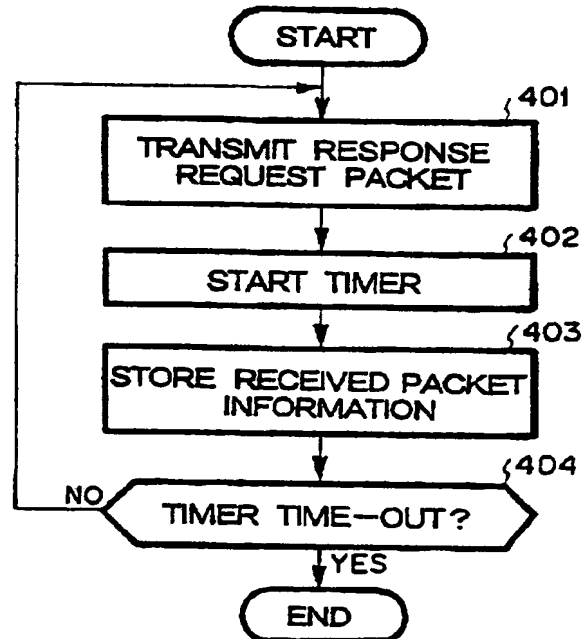 START
401
TRANSMIT RESPONSE
REQUEST PACKET
402
START TIMER
403
STORE RECEIVED PACKET
INFORMATION
404
NO
TIMER TIME-OUT?
YES
END